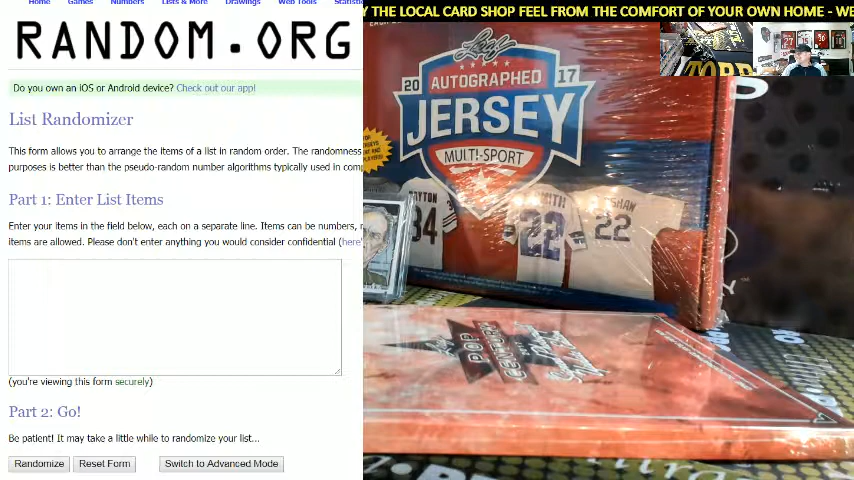 Home Games Numbers Lists & More Drawings Web Tools Statisti
RANDOM.ORG
Do you own an iOS or Android device? Check out our app!
List Randomizer
This form allows you to arrange the items of a list in random order. The randomness
purposes is better than the pseudo-random number algorithms typically used in com
Part 1: Enter List Items
Enter your items in the field below, each on a separate line. Items can be numbers, n
items are allowed. Please don't enter anything you would consider confidential (here'
(you're viewing this form securely)
Part 2: Go!
Be patient! It may take a little while to randomize your list...
Randomize Reset Form Switch to Advanced Mode
Y THE LOCAL CARD SHOP FEEL FROM THE COMFORT OF YOUR OWN HOME - WE
Leaf
20 AUTOGRAPHED 17
JERSEY
MULTI-SPORT
34
22
22
POP
CENTURY